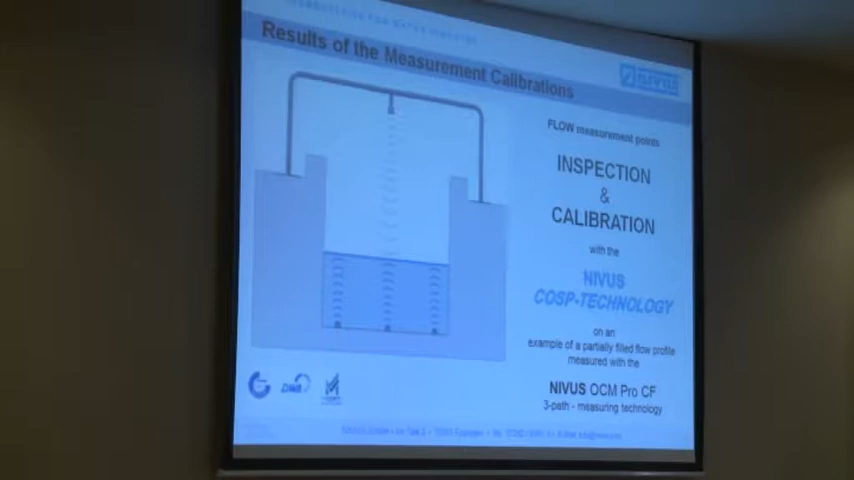 Results of the Measurement Calibrations
FLOW measurement points
INSPECTION
&
CALIBRATION
with the
NIVUS
COSP-TECHNOLOGY
on an
example of a partially filled flow profile
measured with the
NIVUS OCM Pro CF
3-path - measuring technology